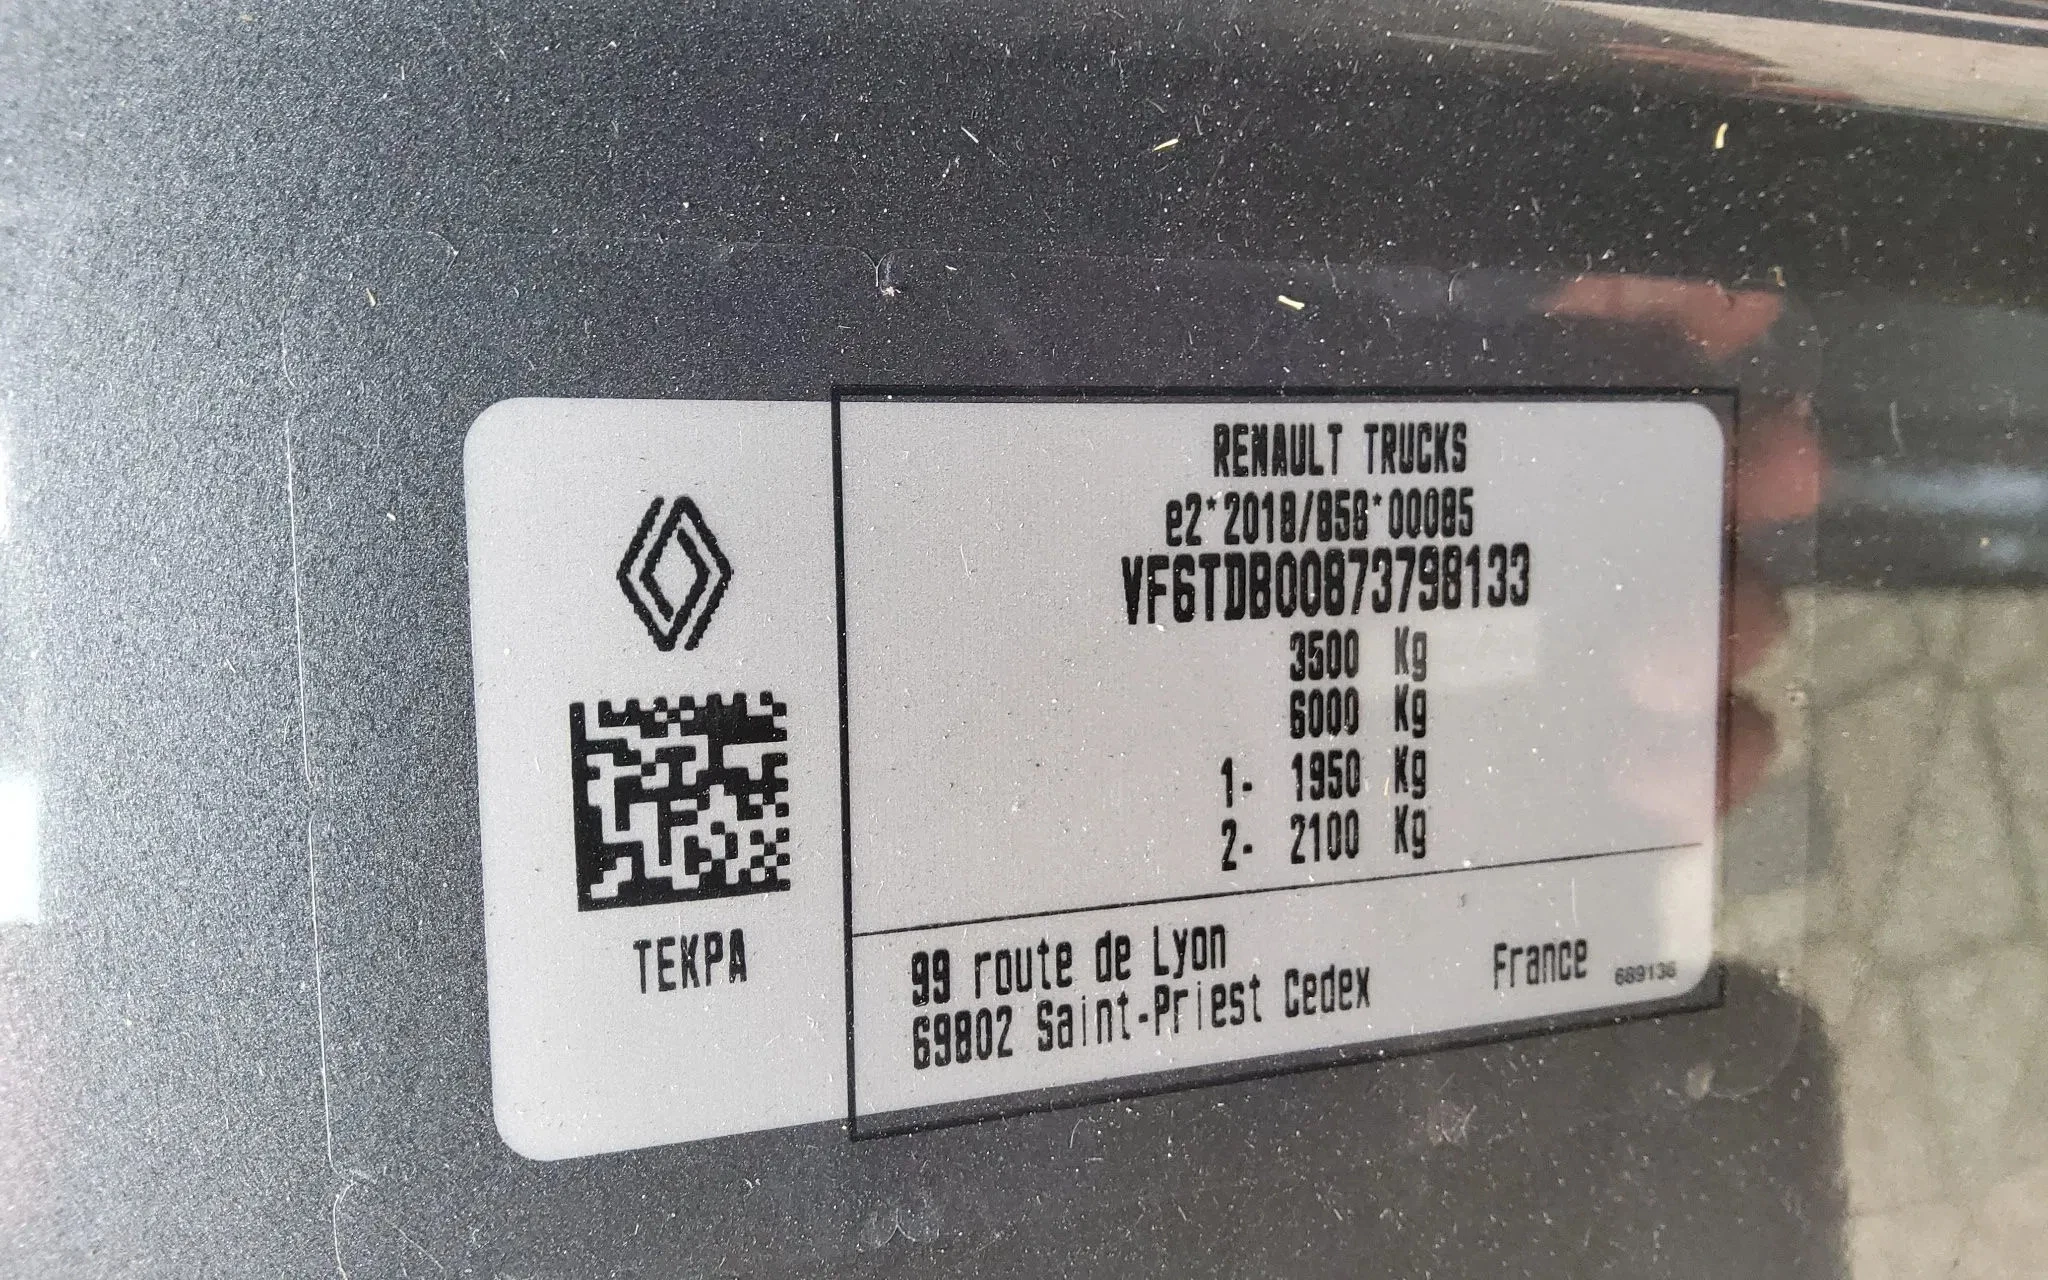 RENAULT TRUCKS
e2*2018/858*00085
VF6TDB00873798133
3500 Kg
6000 Kg
1- 1950 Kg
2- 2100 Kg
TEKPA
99 route de Lyon
69802 Saint-Priest Cedex France 689136